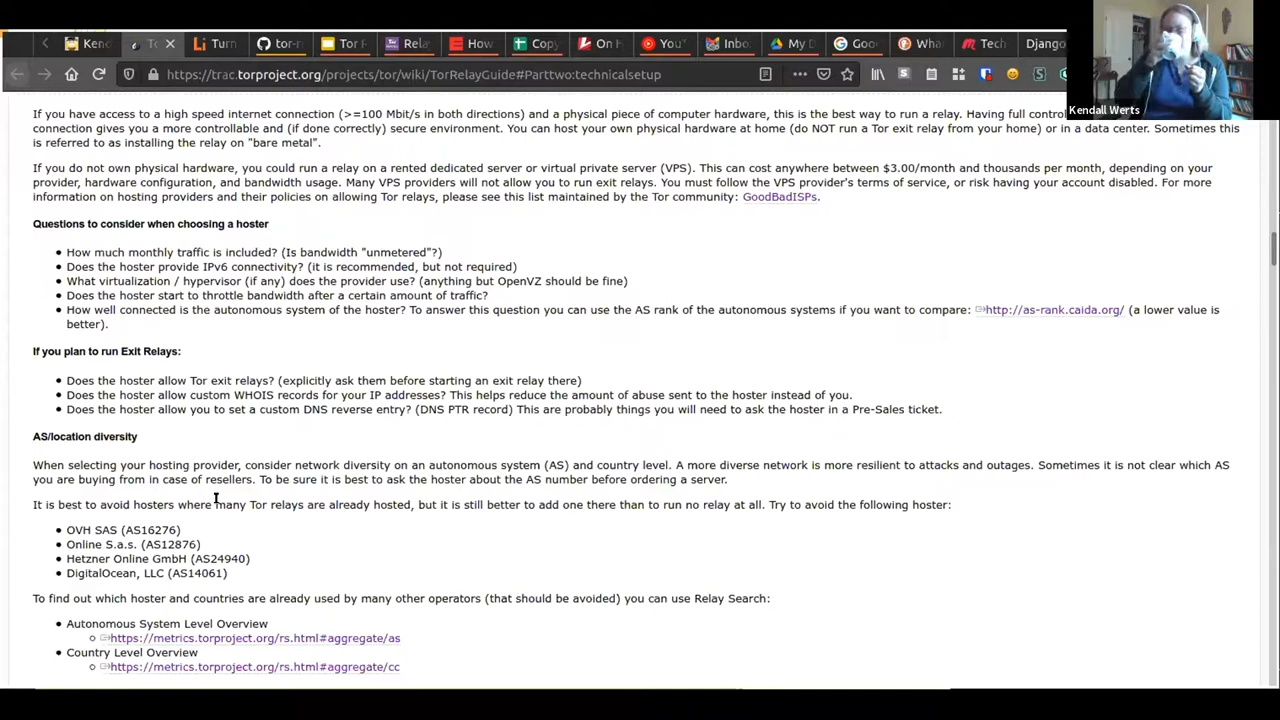 Kend
To
Turn
tor-r
Tor R
Rela
How
Copy
On H
YouT
Inbo
My D
Goo
Wha
Tech
Django
https://trac.torproject.org/projects/tor/wiki/TorRelayGuide#Parttwo:technicalsetup
Kendall Werts
If you have access to a high speed internet connection (>=100 Mbit/s in both directions) and a physical piece of computer hardware, this is the best way to run a relay. Having full contro
connection gives you a more controllable and (if done correctly) secure environment. You can host your own physical hardware at home (do NOT run a Tor exit relay from your home) or in a data center. Sometimes this
is referred to as installing the relay on "bare metal".
If you do not own physical hardware, you could run a relay on a rented dedicated server or virtual private server (VPS). This can cost anywhere between $3.00/month and thousands per month, depending on your
provider, hardware configuration, and bandwidth usage. Many VPS providers will not allow you to run exit relays. You must follow the VPS provider's terms of service, or risk having your account disabled. For more
information on hosting providers and their policies on allowing Tor relays, please see this list maintained by the Tor community: GoodBadISPs.
Questions to consider when choosing a hoster
How much monthly traffic is included? (Is bandwidth "unmetered"?)
Does the hoster provide IPv6 connectivity? (it is recommended, but not required)
What virtualization / hypervisor (if any) does the provider use? (anything but OpenVZ should be fine)
Does the hoster start to throttle bandwidth after a certain amount of traffic?
How well connected is the autonomous system of the hoster? To answer this question you can use the AS rank of the autonomous systems if you want to compare: http://as-rank.caida.org/ (a lower value is
better).
If you plan to run Exit Relays:
Does the hoster allow Tor exit relays? (explicitly ask them before starting an exit relay there)
Does the hoster allow custom WHOIS records for your IP addresses? This helps reduce the amount of abuse sent to the hoster instead of you.
Does the hoster allow you to set a custom DNS reverse entry? (DNS PTR record) This are probably things you will need to ask the hoster in a Pre-Sales ticket.
AS/location diversity
When selecting your hosting provider, consider network diversity on an autonomous system (AS) and country level. A more diverse network is more resilient to attacks and outages. Sometimes it is not clear which AS
you are buying from in case of resellers. To be sure it is best to ask the hoster about the AS number before ordering a server.
It is best to avoid hosters where many Tor relays are already hosted, but it is still better to add one there than to run no relay at all. Try to avoid the following hoster:
OVH SAS (AS16276)
Online S.a.s. (AS12876)
Hetzner Online GmbH (AS24940)
DigitalOcean, LLC (AS14061)
To find out which hoster and countries are already used by many other operators (that should be avoided) you can use Relay Search:
Autonomous System Level Overview
https://metrics.torproject.org/rs.html#aggregate/as
Country Level Overview
https://metrics.torproject.org/rs.html#aggregate/cc